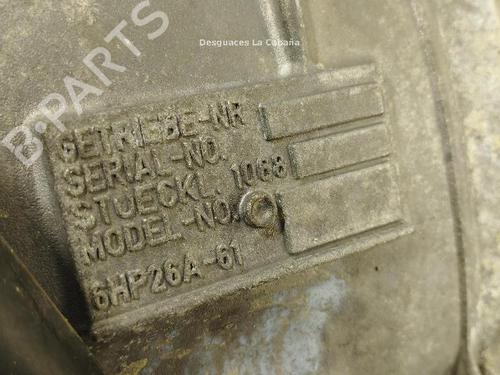 Desguaces La Cabaña
B-PARTS
GETRIEBE-NR
SERIAL-NO.
STUECKL. 1068
MODEL-NO.
6HP26A-61